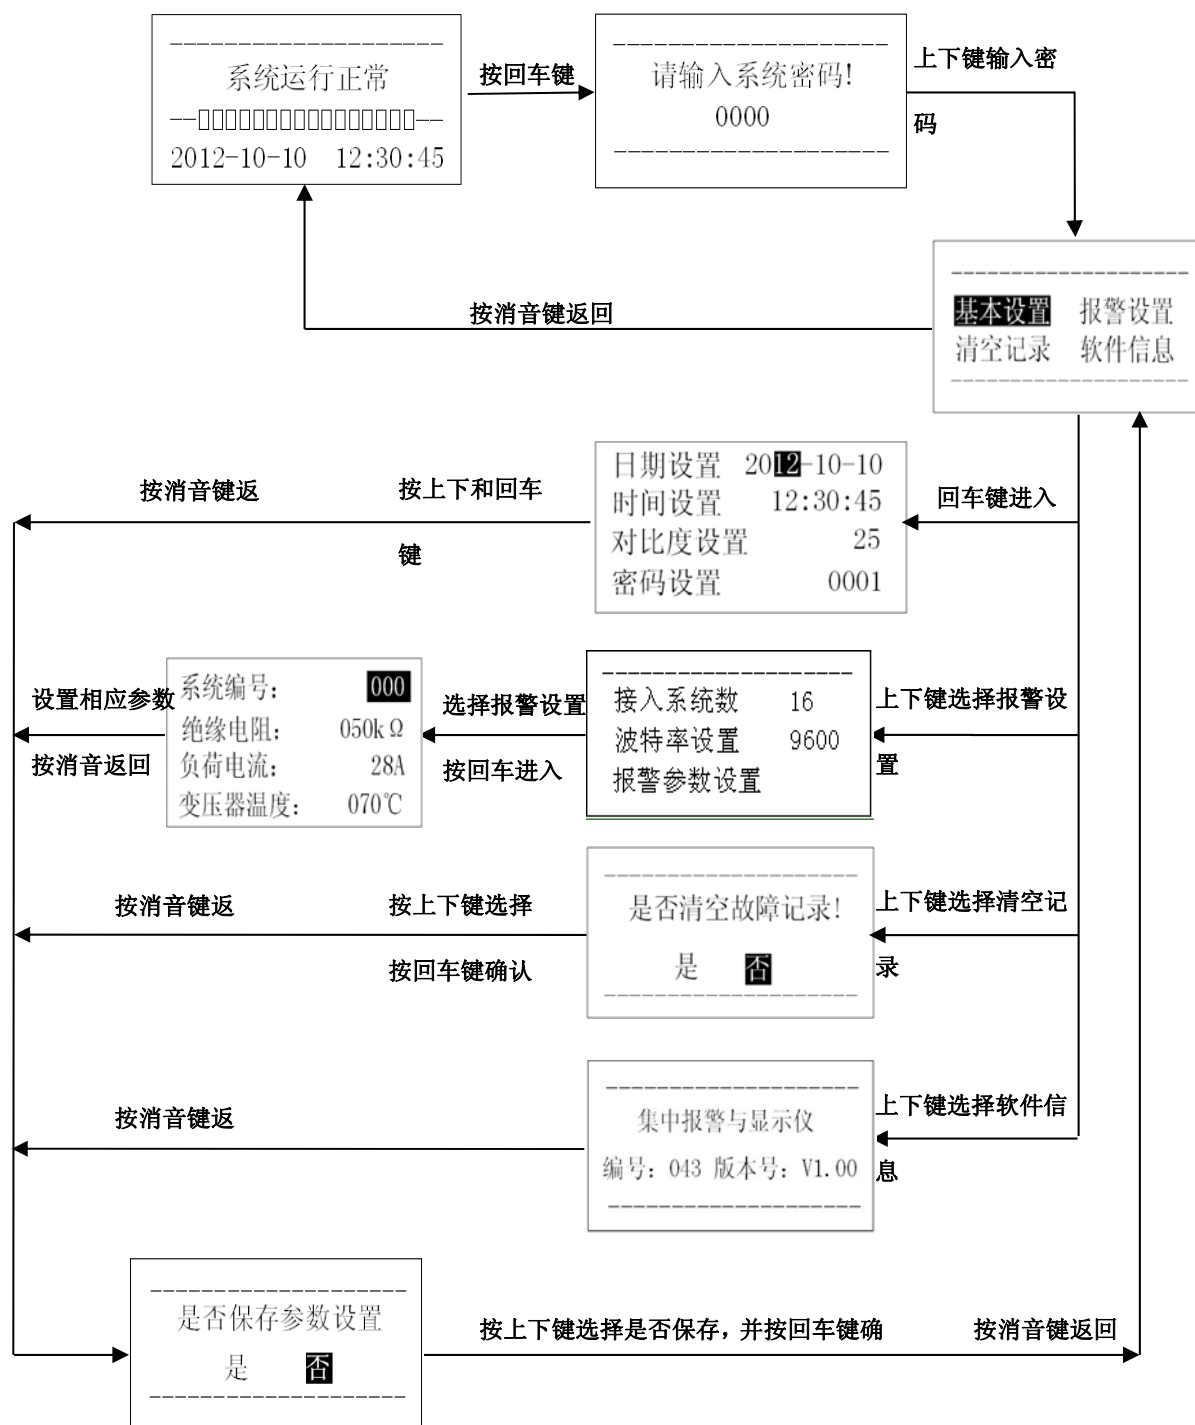 系统运行正常
--▯▯▯▯▯▯▯▯▯▯▯▯▯▯▯▯--
2012-10-10 12:30:45
按回车键
请输入系统密码!
0000
上下键输入密
码
按消音键返回
基本设置 报警设置
清空记录 软件信息
按消音键返
按上下和回车
键
日期设置 2012-10-10
时间设置 12:30:45
对比度设置 25
密码设置 0001
回车键进入
设置相应参数
按消音返回
系统编号: 000
绝缘电阻: 050kΩ
负荷电流: 28A
变压器温度: 070℃
选择报警设置
按回车进入
接入系统数 16
波特率设置 9600
报警参数设置
上下键选择报警设
置
按消音键返
按上下键选择
按回车键确认
是否清空故障记录!
是 否
上下键选择清空记
录
按消音键返
集中报警与显示仪
编号: 043 版本号: V1.00
上下键选择软件信
息
是否保存参数设置
是 否
按上下键选择是否保存，并按回车键确
按消音键返回